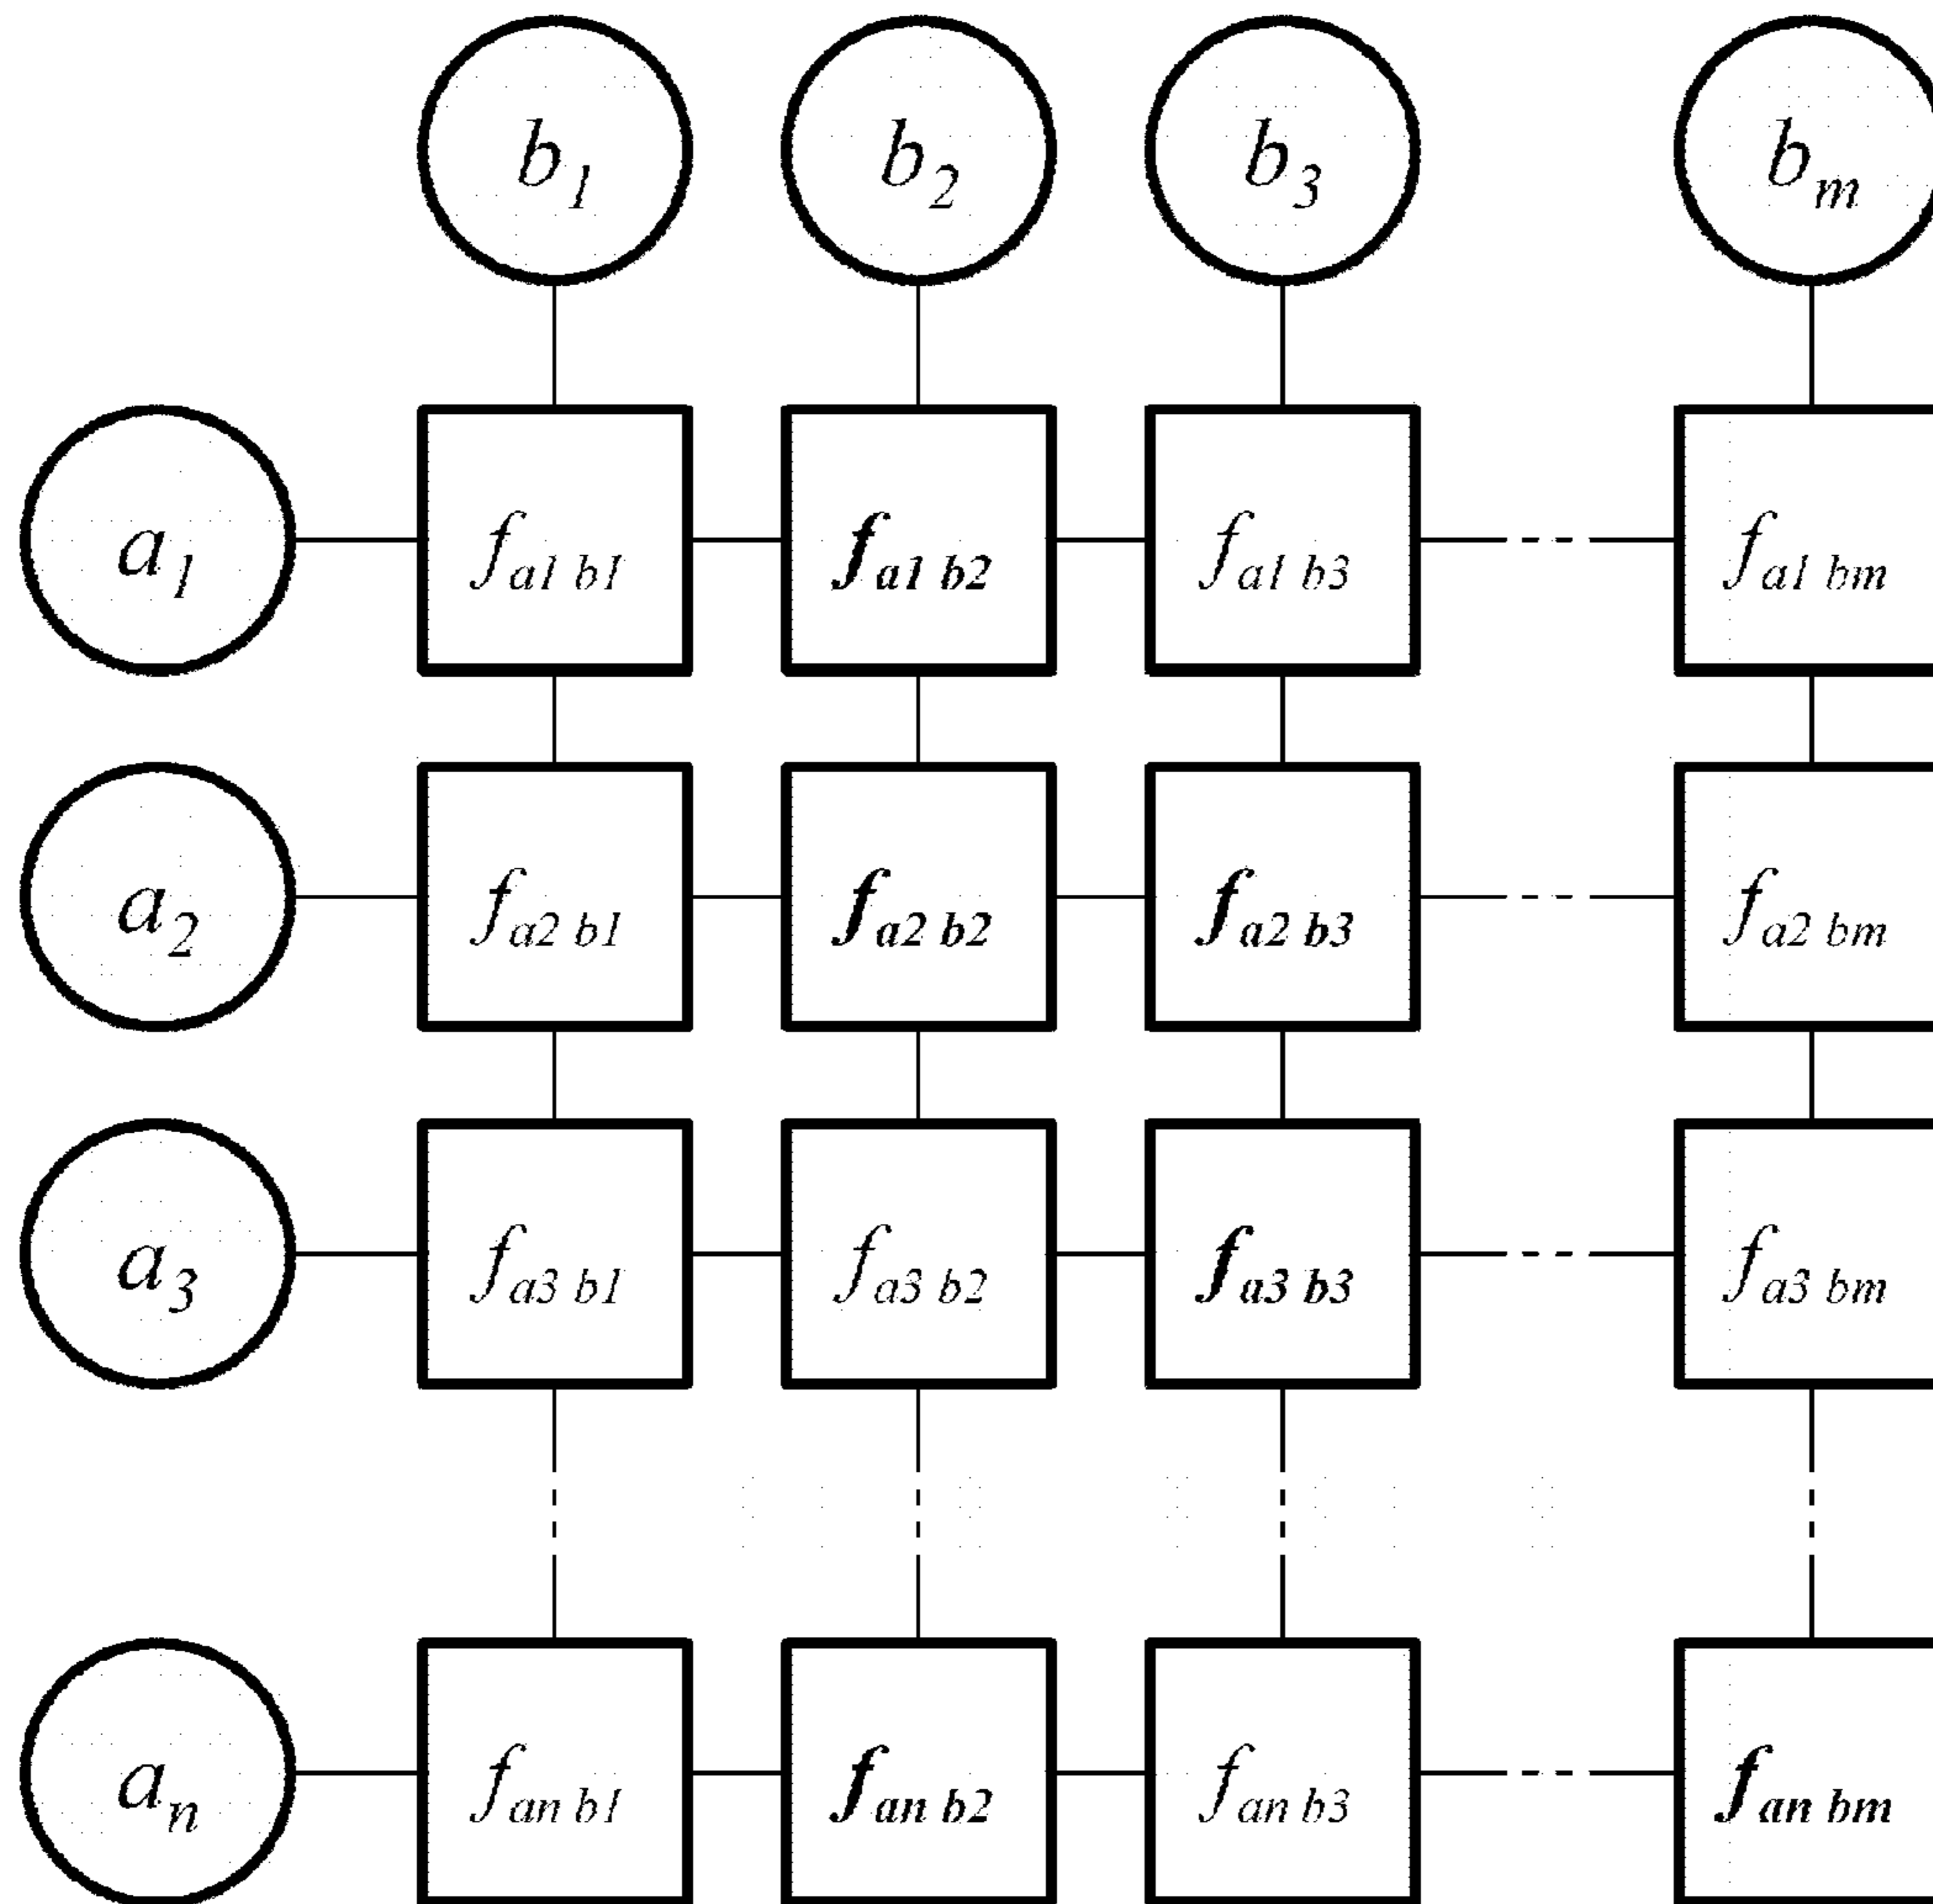 b1 b2 b3 bm
a1 fa1 b1 fa1 b2 fa1 b3 fa1 bm
a2 fa2 b1 fa2 b2 fa2 b3 fa2 bm
a3 fa3 b1 fa3 b2 fa3 b3 fa3 bm
an fan b1 fan b2 fan b3 fan bm